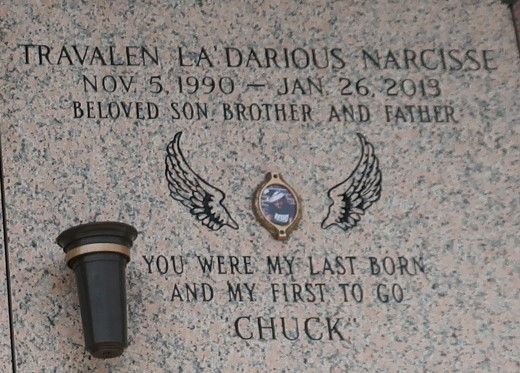 TRAVALEN LA'DARIOUS NARCISSE
NOV. 5, 1990 — JAN. 26, 2013
BELOVED SON, BROTHER AND FATHER
YOU WERE MY LAST BORN
AND MY FIRST TO GO
"CHUCK"